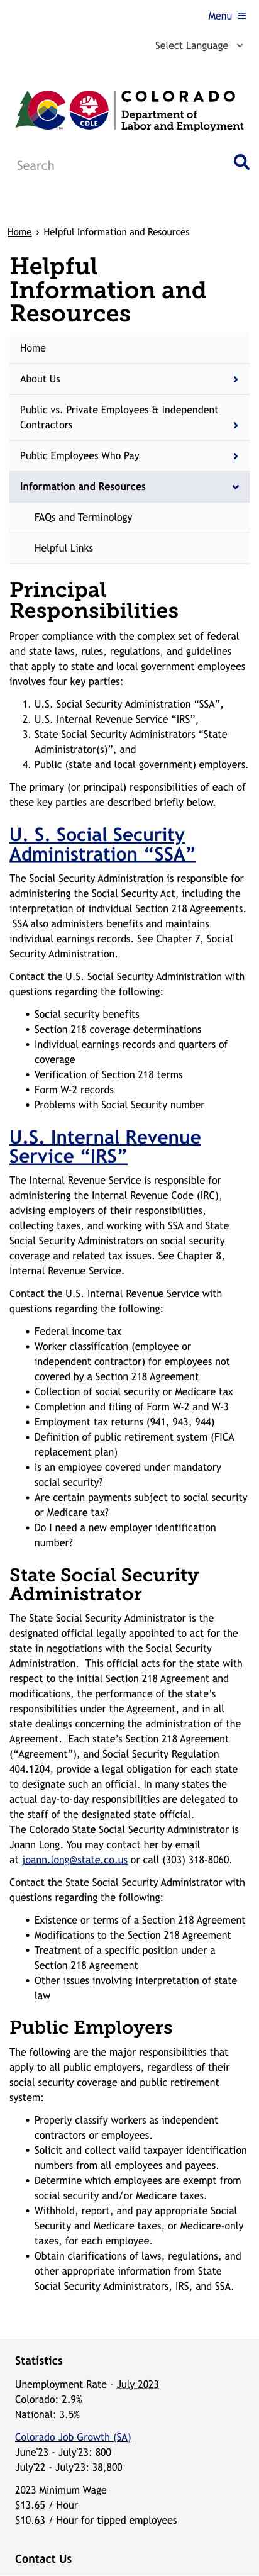 Menu
Select Language
CDLE
COLORADO
Department of
Labor and Employment
Search
Home › Helpful Information and Resources
Helpful
Information and
Resources
Home
About Us
Public vs. Private Employees & Independent
Contractors
Public Employees Who Pay
Information and Resources
FAQs and Terminology
Helpful Links
Principal
Responsibilities
Proper compliance with the complex set of federal
and state laws, rules, regulations, and guidelines
that apply to state and local government employees
involves four key parties:
1. U.S. Social Security Administration “SSA”,
2. U.S. Internal Revenue Service “IRS”,
3. State Social Security Administrators “State
Administrator(s)”, and
4. Public (state and local government) employers.
The primary (or principal) responsibilities of each of
these key parties are described briefly below.
U. S. Social Security
Administration “SSA”
The Social Security Administration is responsible for
administering the Social Security Act, including the
interpretation of individual Section 218 Agreements.
SSA also administers benefits and maintains
individual earnings records. See Chapter 7, Social
Security Administration.
Contact the U.S. Social Security Administration with
questions regarding the following:
• Social security benefits
• Section 218 coverage determinations
• Individual earnings records and quarters of
coverage
• Verification of Section 218 terms
• Form W-2 records
• Problems with Social Security number
U.S. Internal Revenue
Service “IRS”
The Internal Revenue Service is responsible for
administering the Internal Revenue Code (IRC),
advising employers of their responsibilities,
collecting taxes, and working with SSA and State
Social Security Administrators on social security
coverage and related tax issues. See Chapter 8,
Internal Revenue Service.
Contact the U.S. Internal Revenue Service with
questions regarding the following:
• Federal income tax
• Worker classification (employee or
independent contractor) for employees not
covered by a Section 218 Agreement
• Collection of social security or Medicare tax
• Completion and filing of Form W-2 and W-3
• Employment tax returns (941, 943, 944)
• Definition of public retirement system (FICA
replacement plan)
• Is an employee covered under mandatory
social security?
• Are certain payments subject to social security
or Medicare tax?
• Do I need a new employer identification
number?
State Social Security
Administrator
The State Social Security Administrator is the
designated official legally appointed to act for the
state in negotiations with the Social Security
Administration.  This official acts for the state with
respect to the initial Section 218 Agreement and
modifications, the performance of the state’s
responsibilities under the Agreement, and in all
state dealings concerning the administration of the
Agreement.  Each state’s Section 218 Agreement
(“Agreement”), and Social Security Regulation
404.1204, provide a legal obligation for each state
to designate such an official. In many states the
actual day-to-day responsibilities are delegated to
the staff of the designated state official.
The Colorado State Social Security Administrator is
Joann Long. You may contact her by email
at joann.long@state.co.us or call (303) 318-8060.
Contact the State Social Security Administrator with
questions regarding the following:
• Existence or terms of a Section 218 Agreement
• Modifications to the Section 218 Agreement
• Treatment of a specific position under a
Section 218 Agreement
• Other issues involving interpretation of state
law
Public Employers
The following are the major responsibilities that
apply to all public employers, regardless of their
social security coverage and public retirement
system:
• Properly classify workers as independent
contractors or employees.
• Solicit and collect valid taxpayer identification
numbers from all employees and payees.
• Determine which employees are exempt from
social security and/or Medicare taxes.
• Withhold, report, and pay appropriate Social
Security and Medicare taxes, or Medicare-only
taxes, for each employee.
• Obtain clarifications of laws, regulations, and
other appropriate information from State
Social Security Administrators, IRS, and SSA.
Statistics
Unemployment Rate - July 2023
Colorado: 2.9%
National: 3.5%
Colorado Job Growth (SA)
June'23 - July'23: 800
July'22 - July'23: 38,800
2023 Minimum Wage
$13.65 / Hour
$10.63 / Hour for tipped employees
Contact Us